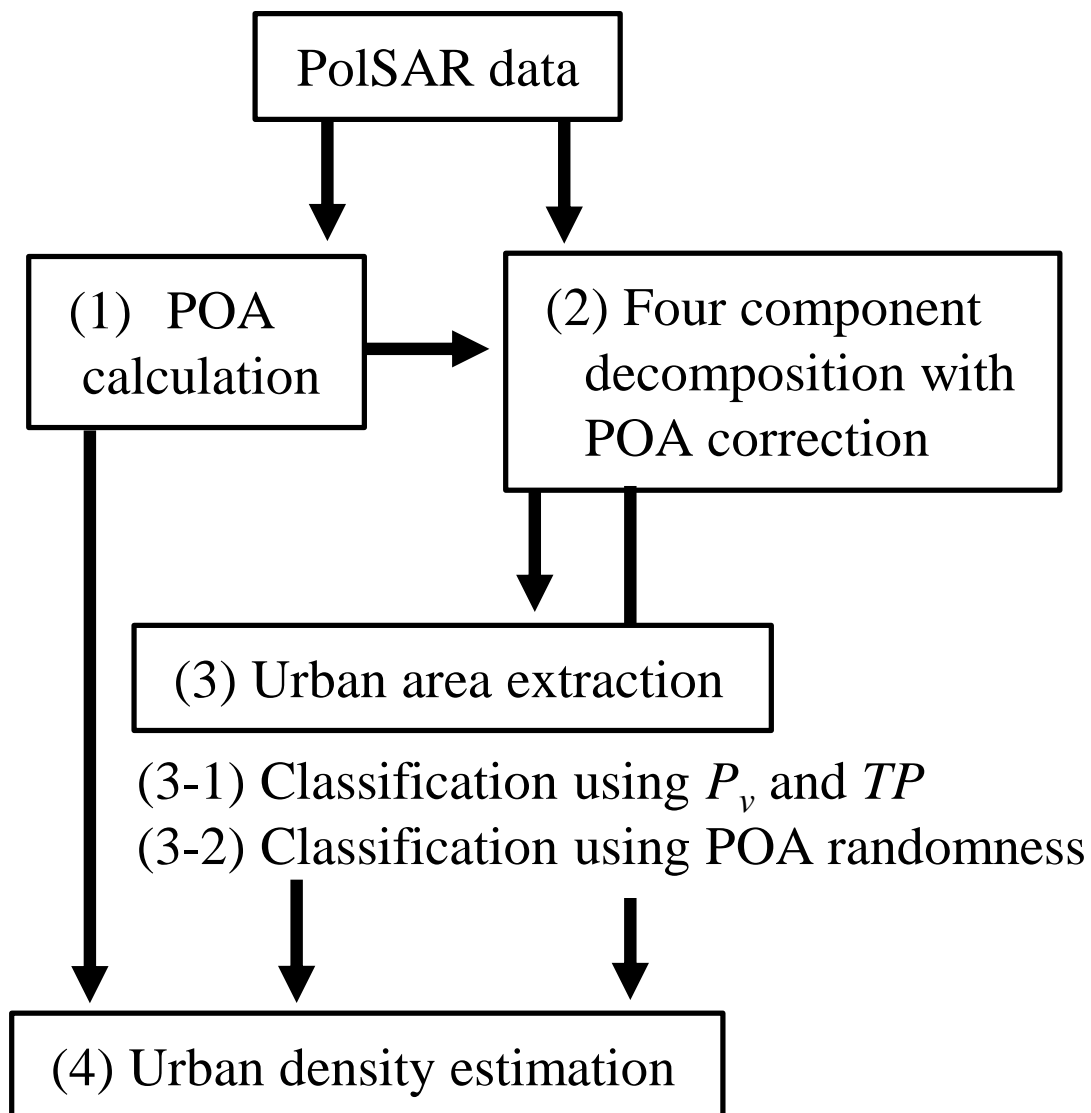 PolSAR data
(1) POA
calculation
(2) Four component
decomposition with
POA correction
(3) Urban area extraction
(3-1) Classification using Pv and TP
(3-2) Classification using POA randomness
(4) Urban density estimation